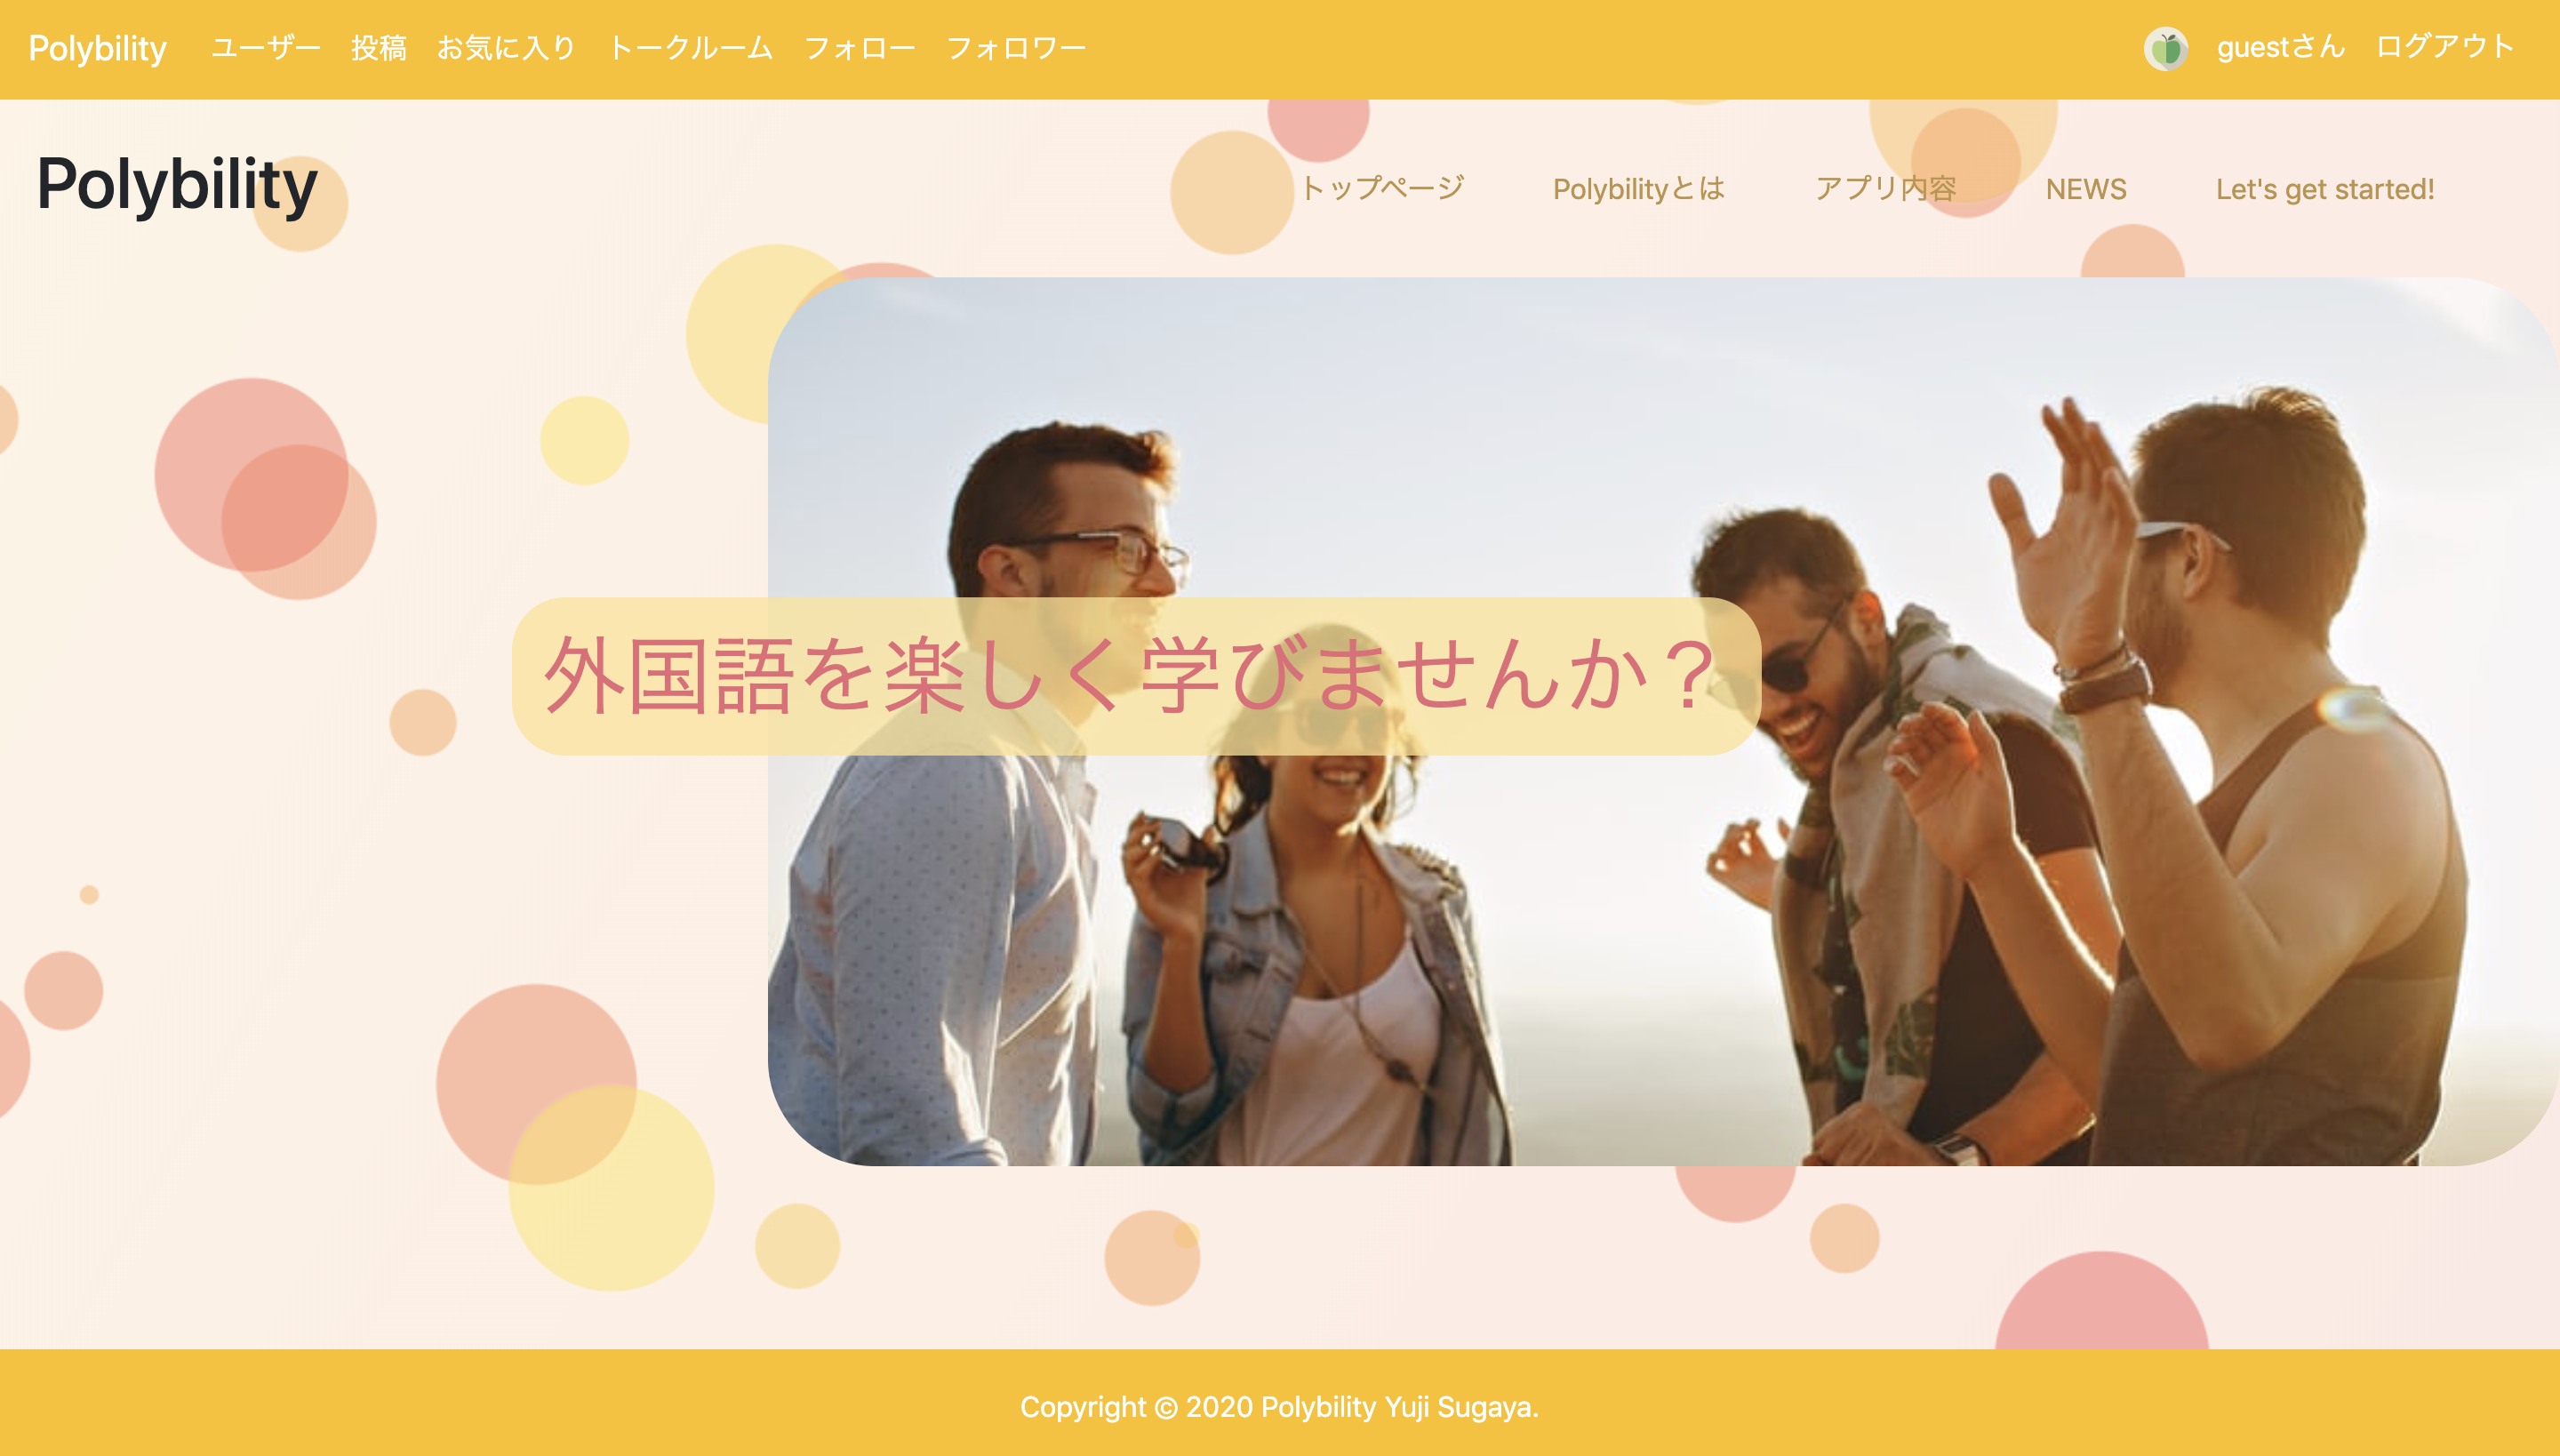 Polybility ユーザー 投稿 お気に入り トークルーム フォロー フォロワー guestさん ログアウト
Polybility トップページ Polybilityとは アプリ内容 NEWS Let's get started!
外国語を楽しく学びませんか？
Copyright © 2020 Polybility Yuji Sugaya.